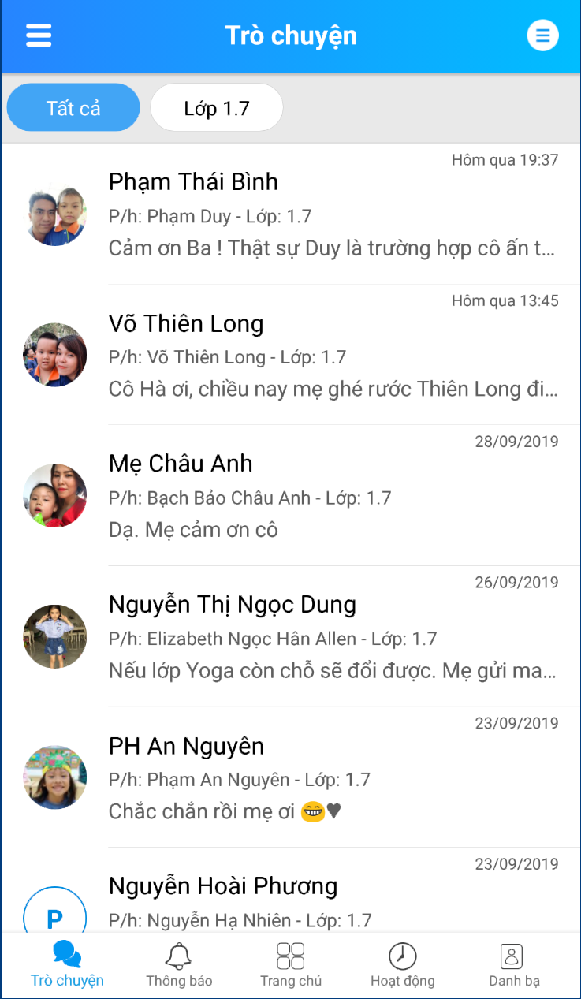 Trò chuyện
Tất cả
Lớp 1.7
Hôm qua 19:37
Phạm Thái Bình
P/h: Phạm Duy - Lớp: 1.7
Cảm ơn Ba ! Thật sự Duy là trường hợp cô ấn t...
Hôm qua 13:45
Võ Thiên Long
P/h: Võ Thiên Long - Lớp: 1.7
Cô Hà ơi, chiều nay mẹ ghé rước Thiên Long đi...
28/09/2019
Mẹ Châu Anh
P/h: Bạch Bảo Châu Anh - Lớp: 1.7
Dạ. Mẹ cảm ơn cô
26/09/2019
Nguyễn Thị Ngọc Dung
P/h: Elizabeth Ngọc Hân Allen - Lớp: 1.7
Nếu lớp Yoga còn chỗ sẽ đổi được. Mẹ gửi ma...
23/09/2019
PH An Nguyên
P/h: Phạm An Nguyên - Lớp: 1.7
Chắc chắn rồi mẹ ơi 😁♥
23/09/2019
Nguyễn Hoài Phương
P
P/h: Nguyễn Hạ Nhiên - Lớp: 1.7
Trò chuyện
Thông báo
Trang chủ
Hoạt động
Danh bạ